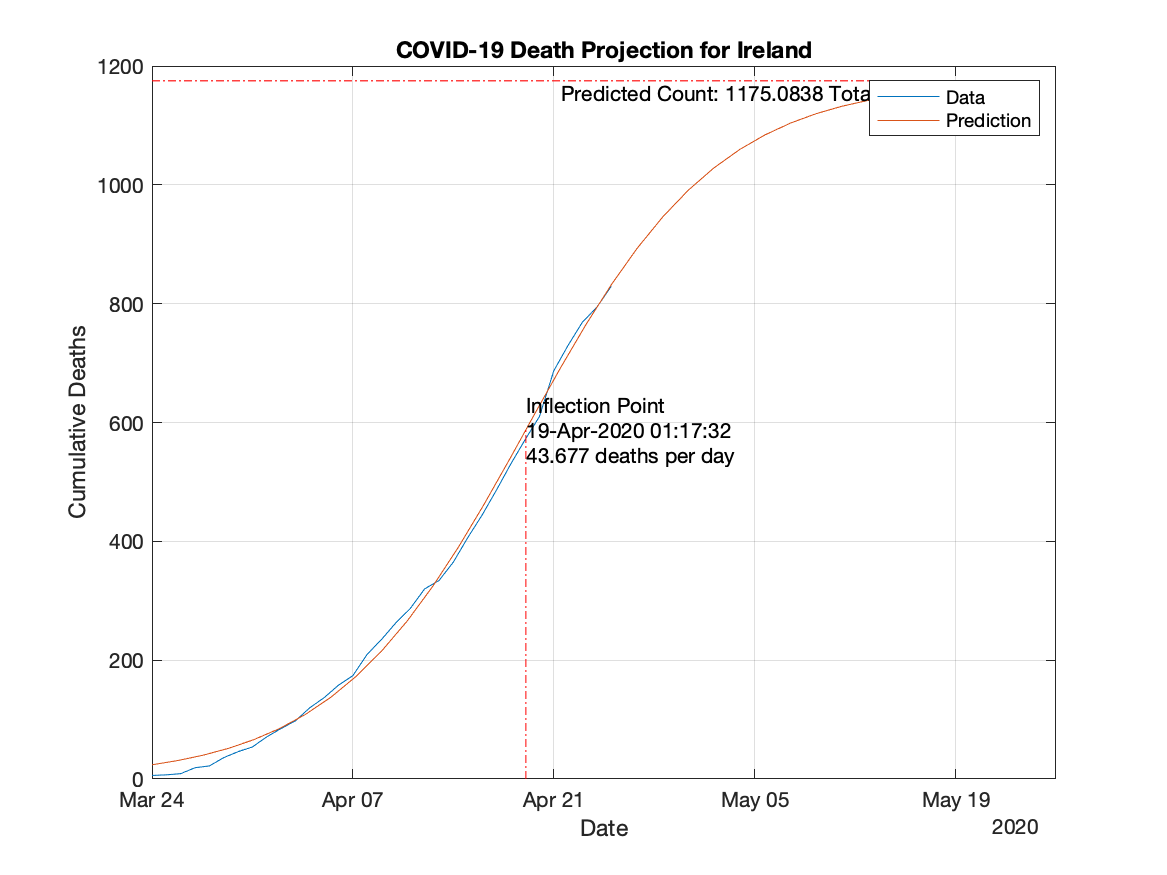 COVID-19 Death Projection for Ireland
1200
1000
800
600
400
200
0
Cumulative Deaths
Predicted Count: 1175.0838
Data
Prediction
Inflection Point
19-Apr-2020 01:17:32
43.677 deaths per day
Mar 24
Apr 07
Apr 21
May 05
May 19
Date
2020